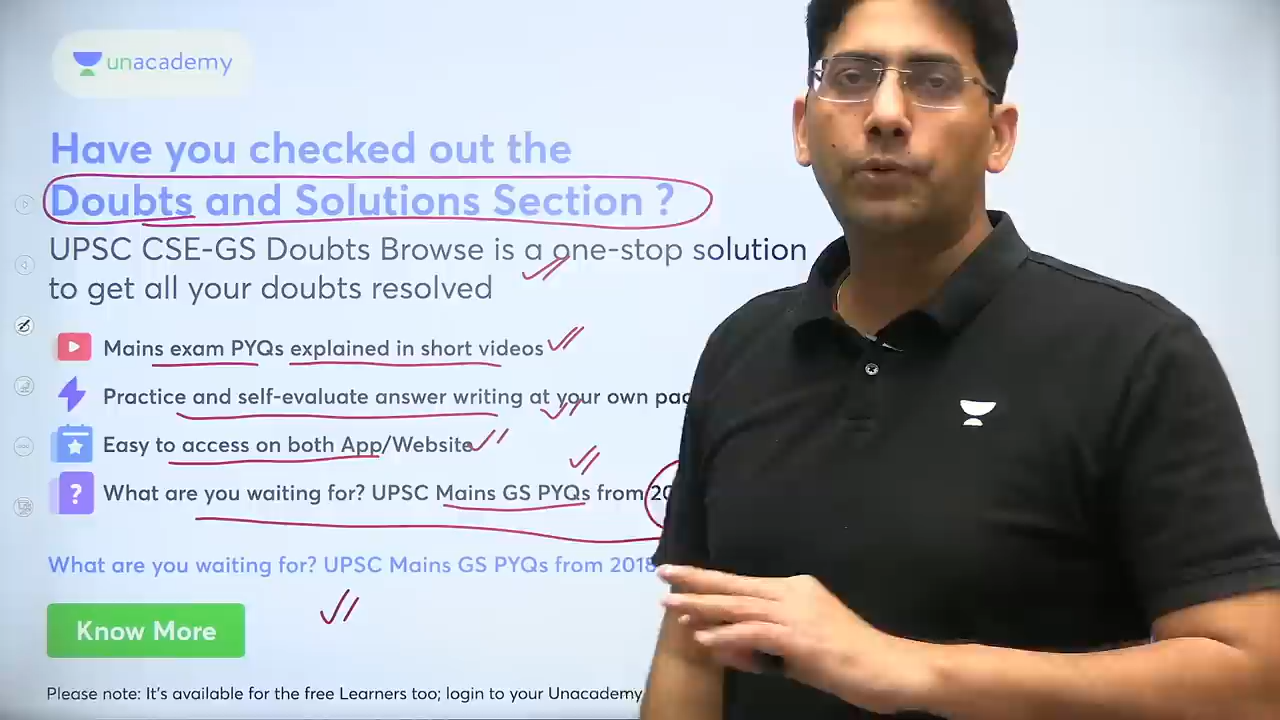 unacademy
Have you checked out the
Doubts and Solutions Section ?
UPSC CSE-GS Doubts Browse is a one-stop solution
to get all your doubts resolved
Mains exam PYQs explained in short videos
Practice and self-evaluate answer writing at your own
Easy to access on both App/Website
What are you waiting for? UPSC Mains GS PYQs from
What are you waiting for? UPSC Mains GS PYQs from 2018
Know More
Please note: It's available for the free Learners too; login to your Unacademy